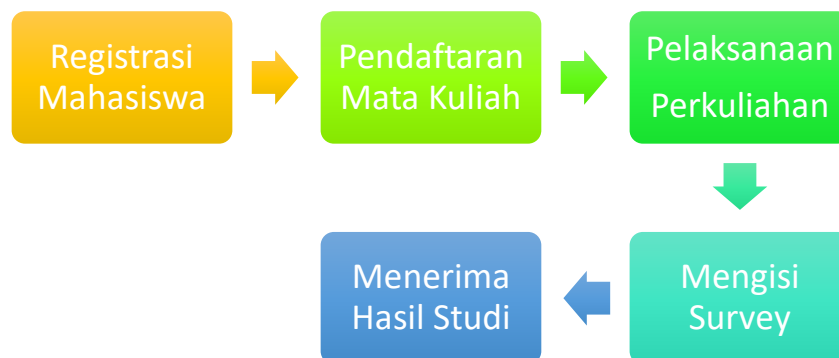 Registrasi
Mahasiswa
Pendaftaran
Mata Kuliah
Pelaksanaan
Perkuliahan
Mengisi
Survey
Menerima
Hasil Studi